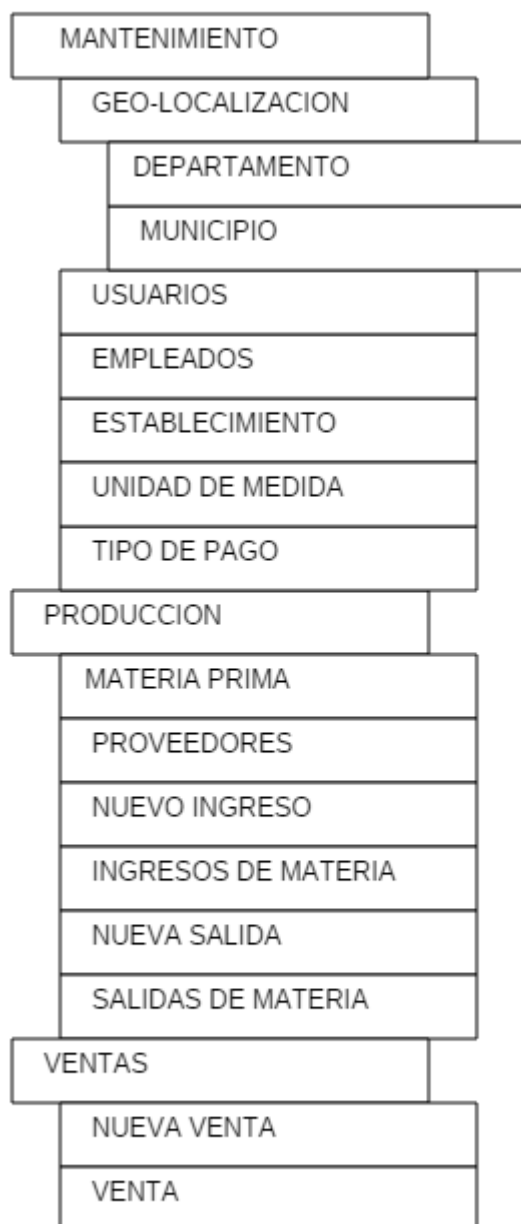 MANTENIMIENTO
GEO-LOCALIZACION
DEPARTAMENTO
MUNICIPIO
USUARIOS
EMPLEADOS
ESTABLECIMIENTO
UNIDAD DE MEDIDA
TIPO DE PAGO
PRODUCCION
MATERIA PRIMA
PROVEEDORES
NUEVO INGRESO
INGRESOS DE MATERIA
NUEVA SALIDA
SALIDAS DE MATERIA
VENTAS
NUEVA VENTA
VENTA